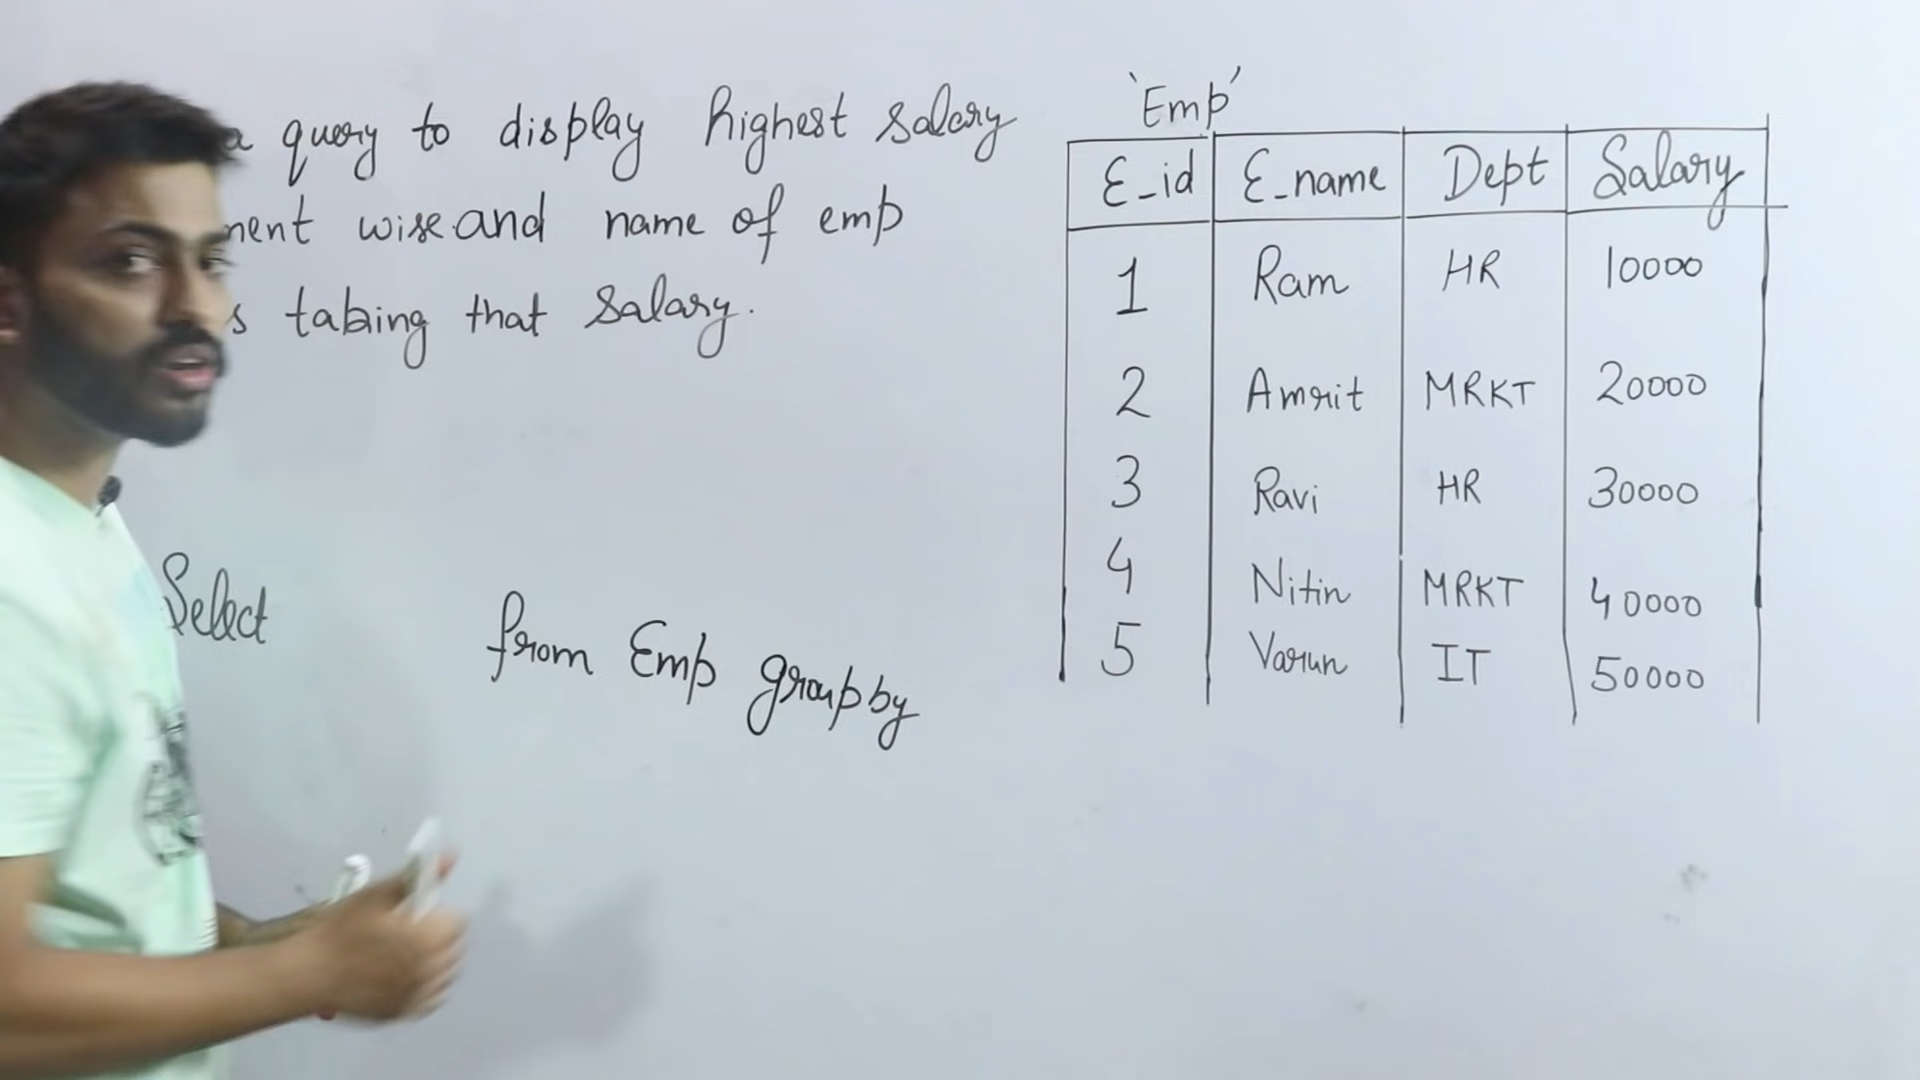 a query to display highest salary
nent wise and name of emp
s taking that salary.
Select from Emp group by
'Emp'
E_id E_name Dept Salary
1 Ram HR 10000
2 Amrit MRKT 20000
3 Ravi HR 30000
4 Nitin MRKT 40000
5 Varun IT 50000